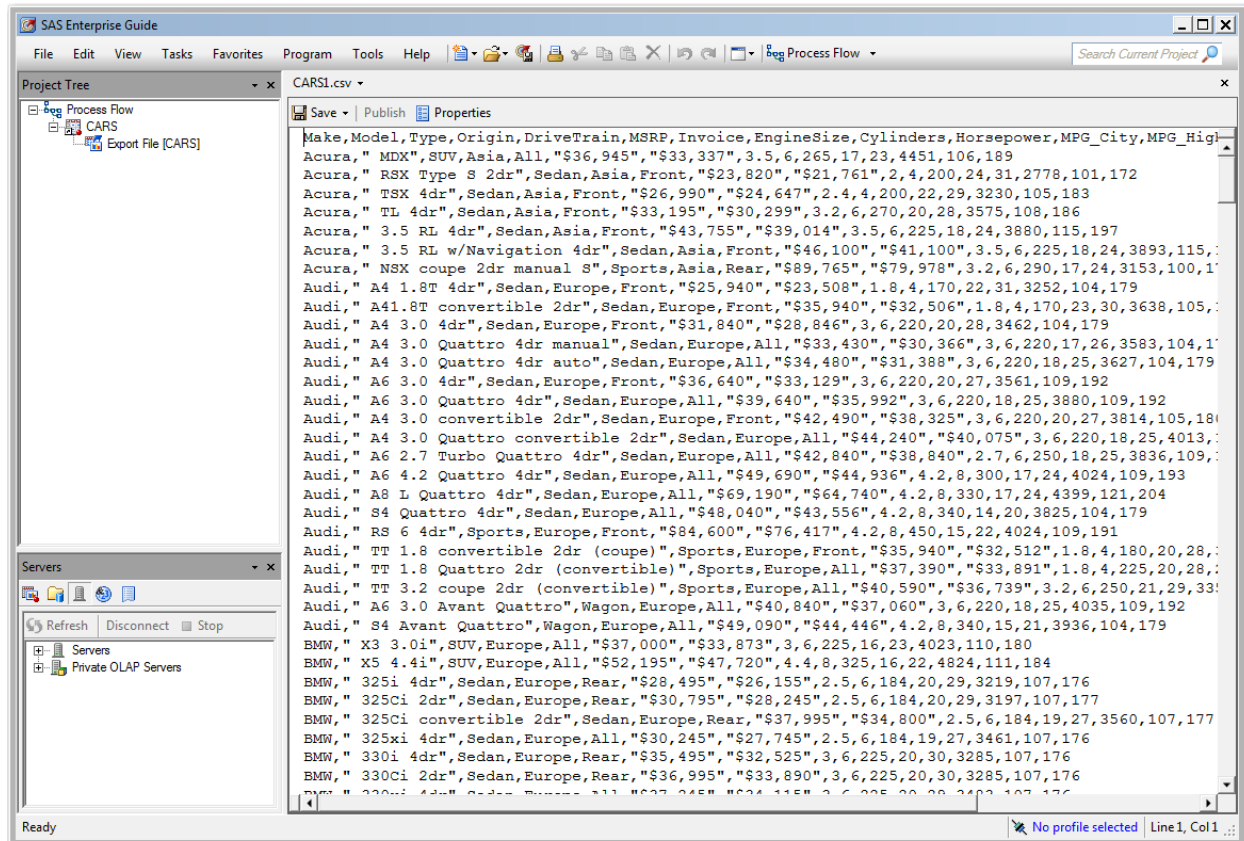 SAS Enterprise Guide
File Edit View Tasks Favorites Program Tools Help Process Flow Search Current Project
Project Tree
Process Flow
CARS
Export File [CARS]
Servers
Refresh Disconnect Stop
Servers
Private OLAP Servers
CARS1.csv
Save Publish Properties
Make,Model,Type,Origin,DriveTrain,MSRP,Invoice,EngineSize,Cylinders,Horsepower,MPG_City,MPG_High
Acura," MDX",SUV,Asia,All,"$36,945","$33,337",3.5,6,265,17,23,4451,106,189
Acura," RSX Type S 2dr",Sedan,Asia,Front,"$23,820","$21,761",2,4,200,24,31,2778,101,172
Acura," TSX 4dr",Sedan,Asia,Front,"$26,990","$24,647",2.4,4,200,22,29,3230,105,183
Acura," TL 4dr",Sedan,Asia,Front,"$33,195","$30,299",3.2,6,270,20,28,3575,108,186
Acura," 3.5 RL 4dr",Sedan,Asia,Front,"$43,755","$39,014",3.5,6,225,18,24,3880,115,197
Acura," 3.5 RL w/Navigation 4dr",Sedan,Asia,Front,"$46,100","$41,100",3.5,6,225,18,24,3893,115,
Acura," NSX coupe 2dr manual S",Sports,Asia,Rear,"$89,765","$79,978",3.2,6,290,17,24,3153,100,
Audi," A4 1.8T 4dr",Sedan,Europe,Front,"$25,940","$23,508",1.8,4,170,22,31,3252,104,179
Audi," A41.8T convertible 2dr",Sedan,Europe,Front,"$35,940","$32,506",1.8,4,170,23,30,3638,105,
Audi," A4 3.0 4dr",Sedan,Europe,Front,"$31,840","$28,846",3,6,220,20,28,3462,104,179
Audi," A4 3.0 Quattro 4dr manual",Sedan,Europe,All,"$33,430","$30,366",3,6,220,17,26,3583,104,
Audi," A4 3.0 Quattro 4dr auto",Sedan,Europe,All,"$34,480","$31,388",3,6,220,18,25,3627,104,179
Audi," A6 3.0 4dr",Sedan,Europe,Front,"$36,640","$33,129",3,6,220,20,27,3561,109,192
Audi," A6 3.0 Quattro 4dr",Sedan,Europe,All,"$39,640","$35,992",3,6,220,18,25,3880,109,192
Audi," A4 3.0 convertible 2dr",Sedan,Europe,Front,"$42,490","$38,325",3,6,220,20,27,3814,105,180
Audi," A4 3.0 Quattro convertible 2dr",Sedan,Europe,All,"$44,240","$40,075",3,6,220,18,25,4013,
Audi," A6 2.7 Turbo Quattro 4dr",Sedan,Europe,All,"$42,840","$38,840",2.7,6,250,18,25,3836,109,
Audi," A6 4.2 Quattro 4dr",Sedan,Europe,All,"$49,690","$44,936",4.2,8,300,17,24,4024,109,193
Audi," A8 L Quattro 4dr",Sedan,Europe,All,"$69,190","$64,740",4.2,8,330,17,24,4399,121,204
Audi," S4 Quattro 4dr",Sedan,Europe,All,"$48,040","$43,556",4.2,8,340,14,20,3825,104,179
Audi," RS 6 4dr",Sports,Europe,Front,"$84,600","$76,417",4.2,8,450,15,22,4024,109,191
Audi," TT 1.8 convertible 2dr (coupe)",Sports,Europe,Front,"$35,940","$32,512",1.8,4,180,20,28,
Audi," TT 1.8 Quattro 2dr (convertible)",Sports,Europe,All,"$37,390","$33,891",1.8,4,225,20,28,
Audi," TT 3.2 coupe 2dr (convertible)",Sports,Europe,All,"$40,590","$36,739",3.2,6,250,21,29,335
Audi," A6 3.0 Avant Quattro",Wagon,Europe,All,"$40,840","$37,060",3,6,220,18,25,4035,109,192
Audi," S4 Avant Quattro",Wagon,Europe,All,"$49,090","$44,446",4.2,8,340,15,21,3936,104,179
BMW," X3 3.0i",SUV,Europe,All,"$37,000","$33,873",3,6,225,16,23,4023,110,180
BMW," X5 4.4i",SUV,Europe,All,"$52,195","$47,720",4.4,8,325,16,22,4824,111,184
BMW," 325i 4dr",Sedan,Europe,Rear,"$28,495","$26,155",2.5,6,184,20,29,3219,107,176
BMW," 325Ci 2dr",Sedan,Europe,Rear,"$30,795","$28,245",2.5,6,184,20,29,3197,107,177
BMW," 325Ci convertible 2dr",Sedan,Europe,Rear,"$37,995","$34,800",2.5,6,184,19,27,3560,107,177
BMW," 325xi 4dr",Sedan,Europe,All,"$30,245","$27,745",2.5,6,184,19,27,3461,107,176
BMW," 330i 4dr",Sedan,Europe,Rear,"$35,495","$32,525",3,6,225,20,30,3285,107,176
BMW," 330Ci 2dr",Sedan,Europe,Rear,"$36,995","$33,890",3,6,225,20,30,3285,107,176
Ready No profile selected Line 1, Col 1